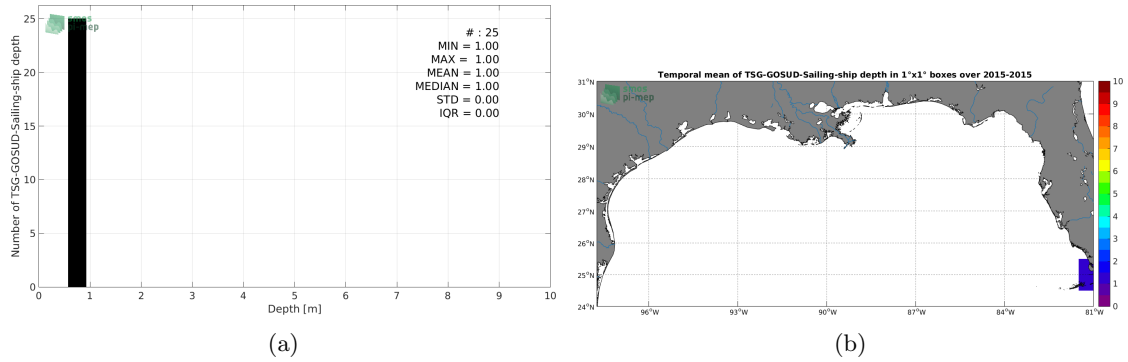 smos
pi-mep
# : 25
MIN = 1.00
MAX = 1.00
MEAN = 1.00
MEDIAN = 1.00
STD = 0.00
IQR = 0.00
Number of TSG-GOSUD-Sailing-ship depth
25
20
15
10
5
0
0 1 2 3 4 5 6 7 8 9 10
Depth [m]
(a)
Temporal mean of TSG-GOSUD-Sailing-ship depth in 1°x1° boxes over 2015-2015
smos
pi-mep
31°N
30°N
29°N
28°N
27°N
26°N
25°N
24°N
96°W 93°W 90°W 87°W 84°W 81°W
10
9
8
7
6
5
4
3
2
1
0
(b)